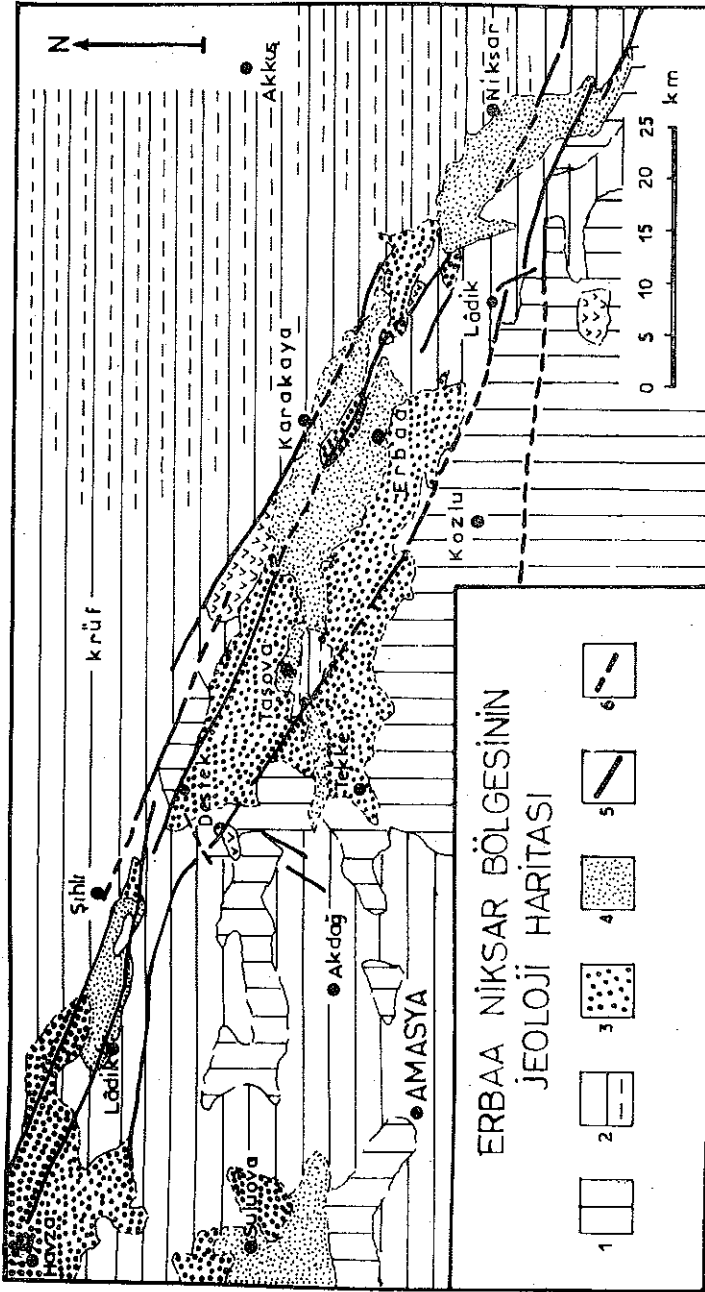 N
Akkuş
Niksar
krüf
Karakaya
Şıhlı
Erbaa
Lâdik
Taşova
Destek
Tekke
Kozlu
Lâdik
Havza
Akdağ
Suluova
AMASYA
0 5 10 15 20 25
km
ERBAA NİKSAR BÖLGESİNİN
JEOLOJİ HARİTASI
1 2 3 4 5 6